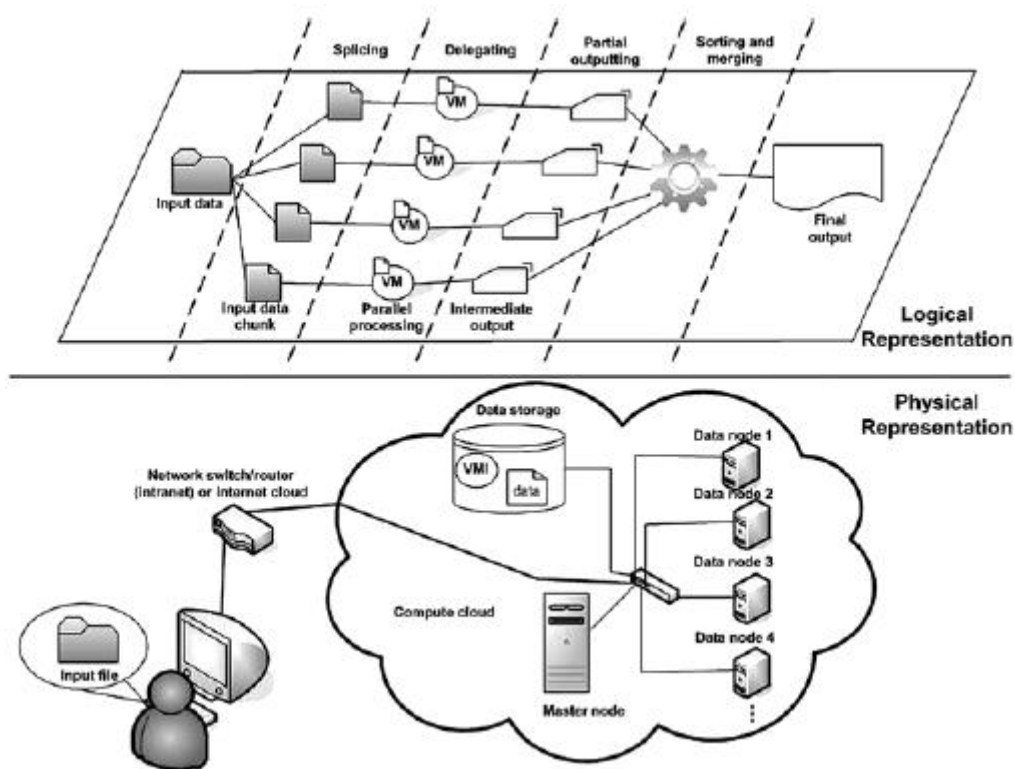 Splicing
Delegating
Partial
outputting
Sorting and
merging
VM
VM
Input data
VM
Final
output
VM
Input data
chunk
Parallel
processing
Intermediate
output
Logical
Representation
Physical
Representation
Data storage
Data node 1
VMI
data
Network switch/router
(intranet) or internet cloud
Data node 2
Data node 3
Compute cloud
Data node 4
Input file
Master node